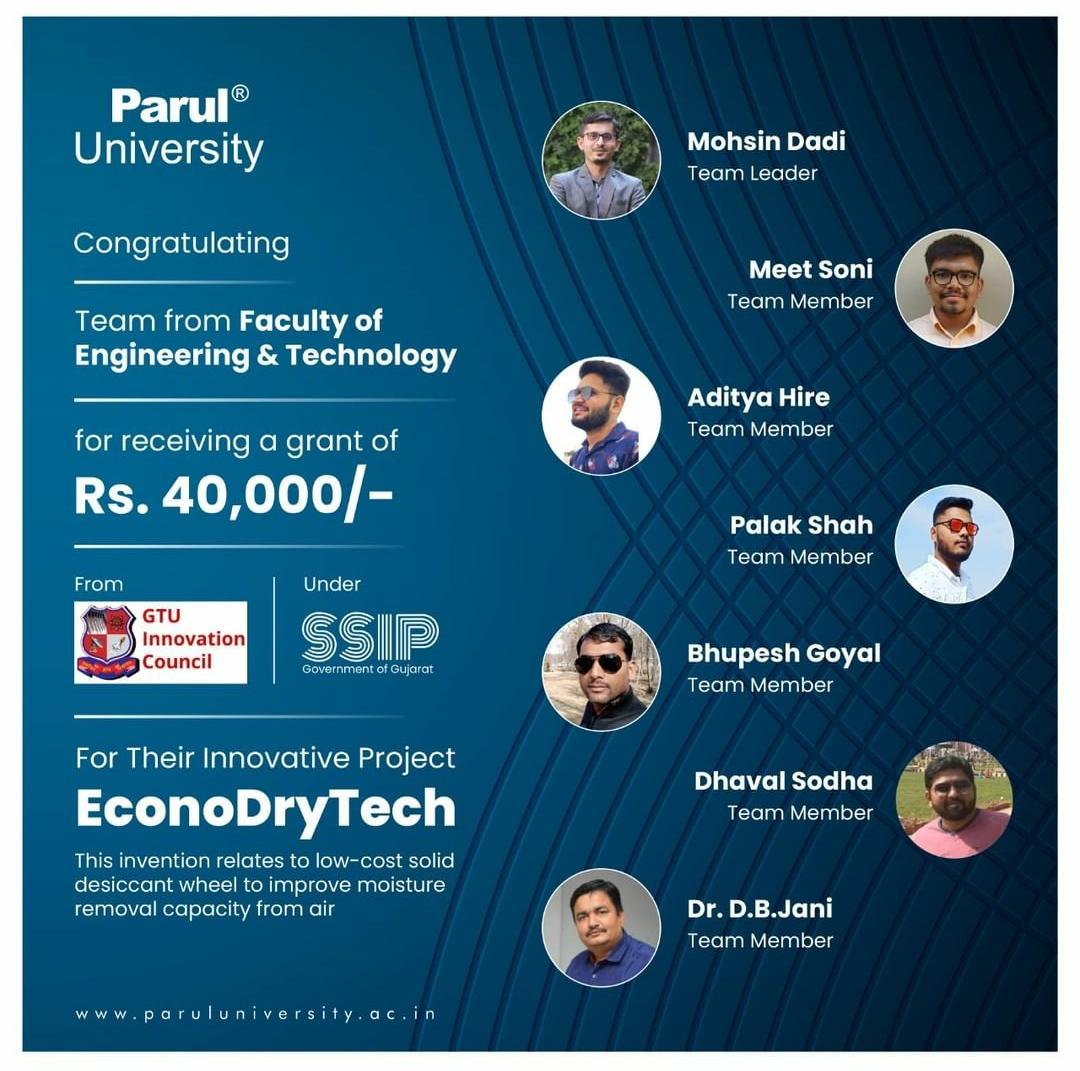 Parul®
University
Congratulating
Team from Faculty of
Engineering & Technology
for receiving a grant of
Rs. 40,000/-
From
GTU
Innovation
Council
Under
SSIP
Government of Gujarat
For Their Innovative Project
EconoDryTech
This invention relates to low-cost solid
desiccant wheel to improve moisture
removal capacity from air
www.paruluniversity.ac.in
Mohsin Dadi
Team Leader
Meet Soni
Team Member
Aditya Hire
Team Member
Palak Shah
Team Member
Bhupesh Goyal
Team Member
Dhaval Sodha
Team Member
Dr. D.B.Jani
Team Member